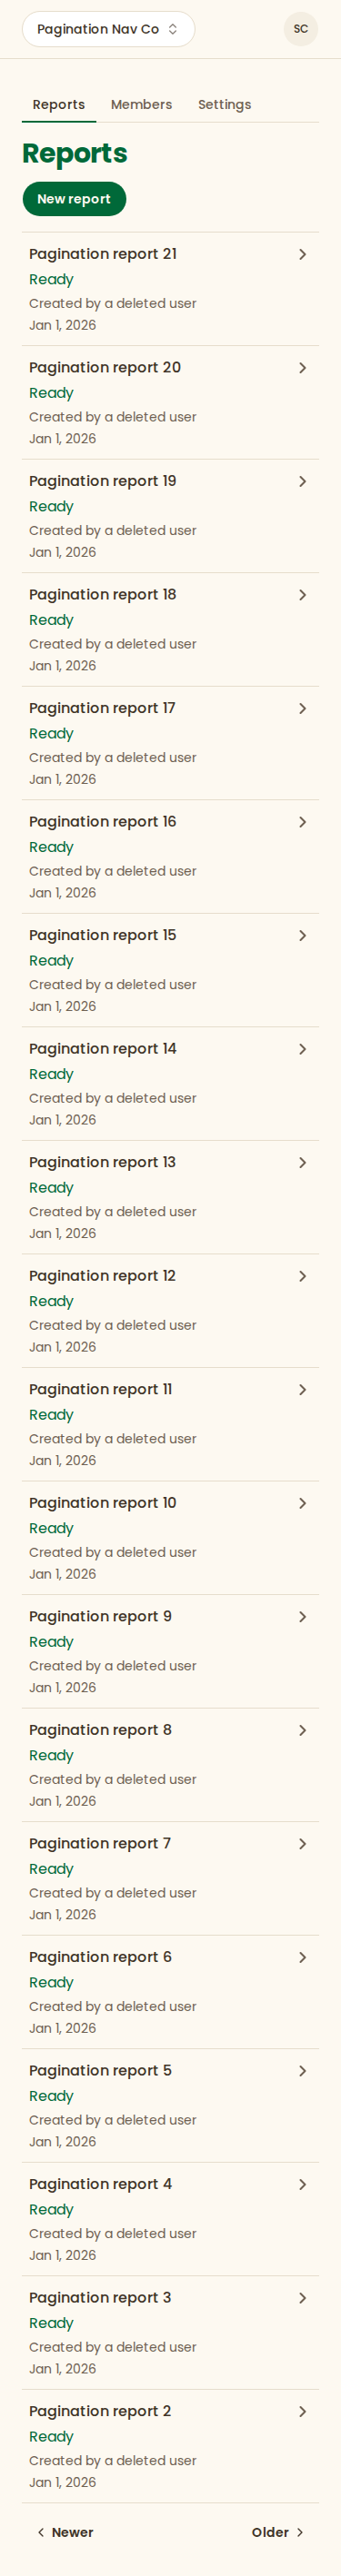 Pagination Nav Co SC
Reports Members Settings
Reports
New report
Pagination report 21
Ready
Created by a deleted user
Jan 1, 2026
Pagination report 20
Ready
Created by a deleted user
Jan 1, 2026
Pagination report 19
Ready
Created by a deleted user
Jan 1, 2026
Pagination report 18
Ready
Created by a deleted user
Jan 1, 2026
Pagination report 17
Ready
Created by a deleted user
Jan 1, 2026
Pagination report 16
Ready
Created by a deleted user
Jan 1, 2026
Pagination report 15
Ready
Created by a deleted user
Jan 1, 2026
Pagination report 14
Ready
Created by a deleted user
Jan 1, 2026
Pagination report 13
Ready
Created by a deleted user
Jan 1, 2026
Pagination report 12
Ready
Created by a deleted user
Jan 1, 2026
Pagination report 11
Ready
Created by a deleted user
Jan 1, 2026
Pagination report 10
Ready
Created by a deleted user
Jan 1, 2026
Pagination report 9
Ready
Created by a deleted user
Jan 1, 2026
Pagination report 8
Ready
Created by a deleted user
Jan 1, 2026
Pagination report 7
Ready
Created by a deleted user
Jan 1, 2026
Pagination report 6
Ready
Created by a deleted user
Jan 1, 2026
Pagination report 5
Ready
Created by a deleted user
Jan 1, 2026
Pagination report 4
Ready
Created by a deleted user
Jan 1, 2026
Pagination report 3
Ready
Created by a deleted user
Jan 1, 2026
Pagination report 2
Ready
Created by a deleted user
Jan 1, 2026
Newer Older